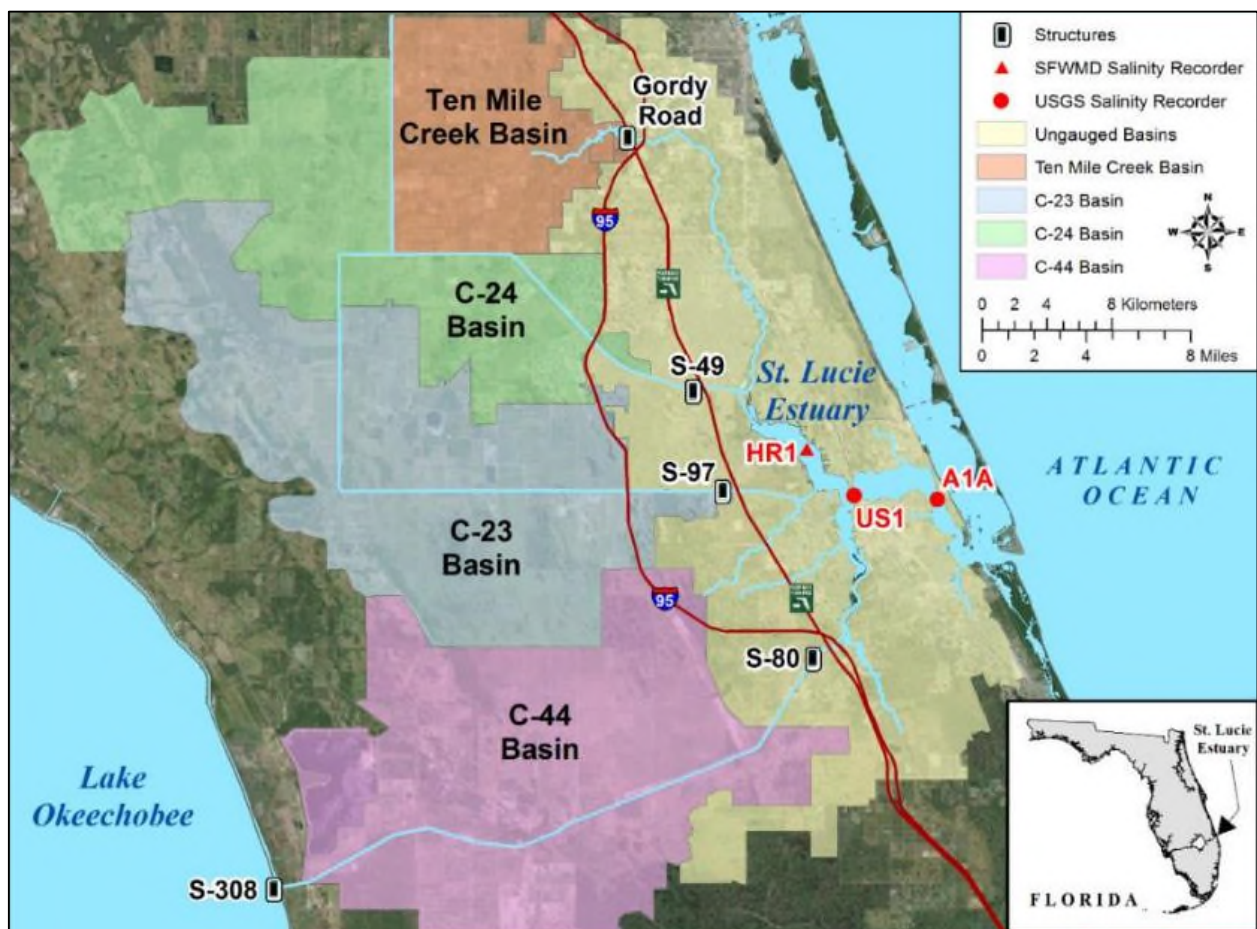 Structures
SFWMD Salinity Recorder
USGS Salinity Recorder
Ungauged Basins
Ten Mile Creek Basin
C-23 Basin
C-24 Basin
C-44 Basin
N
W
E
S
0 2 4 8 Kilometers
0 2 4 8 Miles
Ten Mile
Creek Basin
Gordy
Road
95
C-24
Basin
S-49
St. Lucie
Estuary
HR1
S-97
A1A
US1
ATLANTIC
OCEAN
C-23
Basin
95
S-80
C-44
Basin
Lake
Okeechobee
S-308
St. Lucie
Estuary
FLORIDA